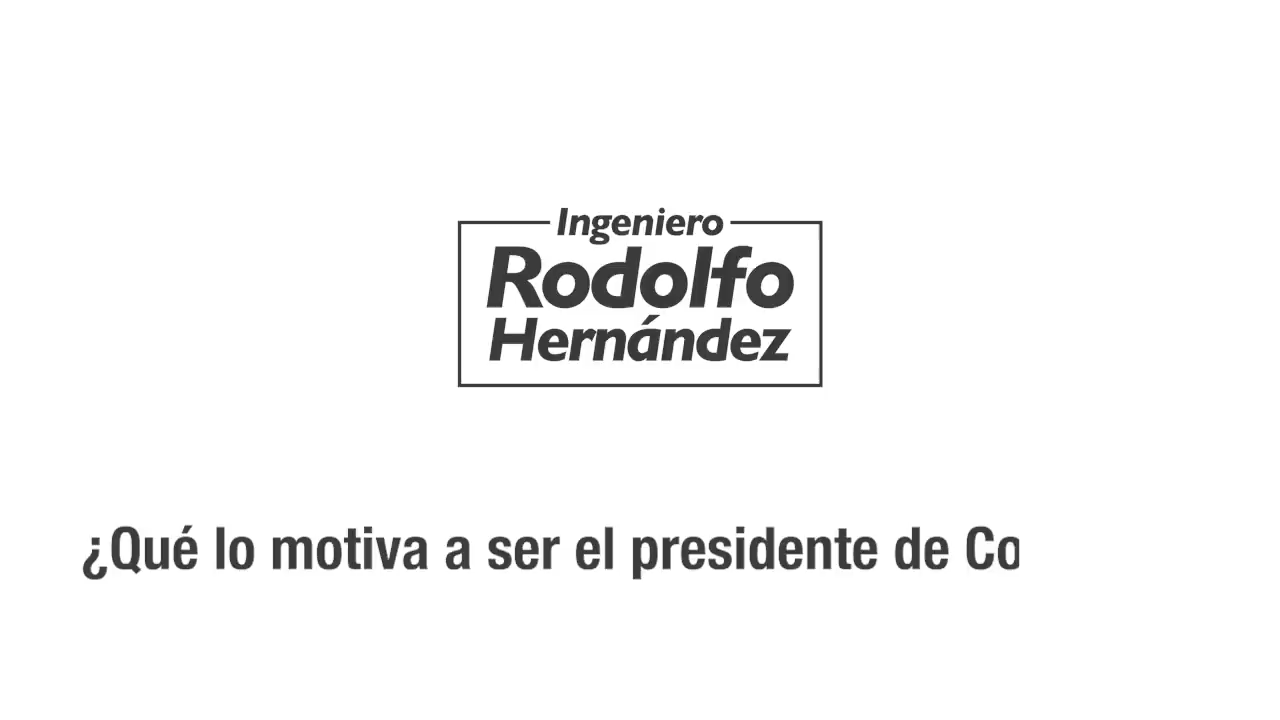 Ingeniero
Rodolfo
Hernández
¿Qué lo motiva a ser el presidente de Co